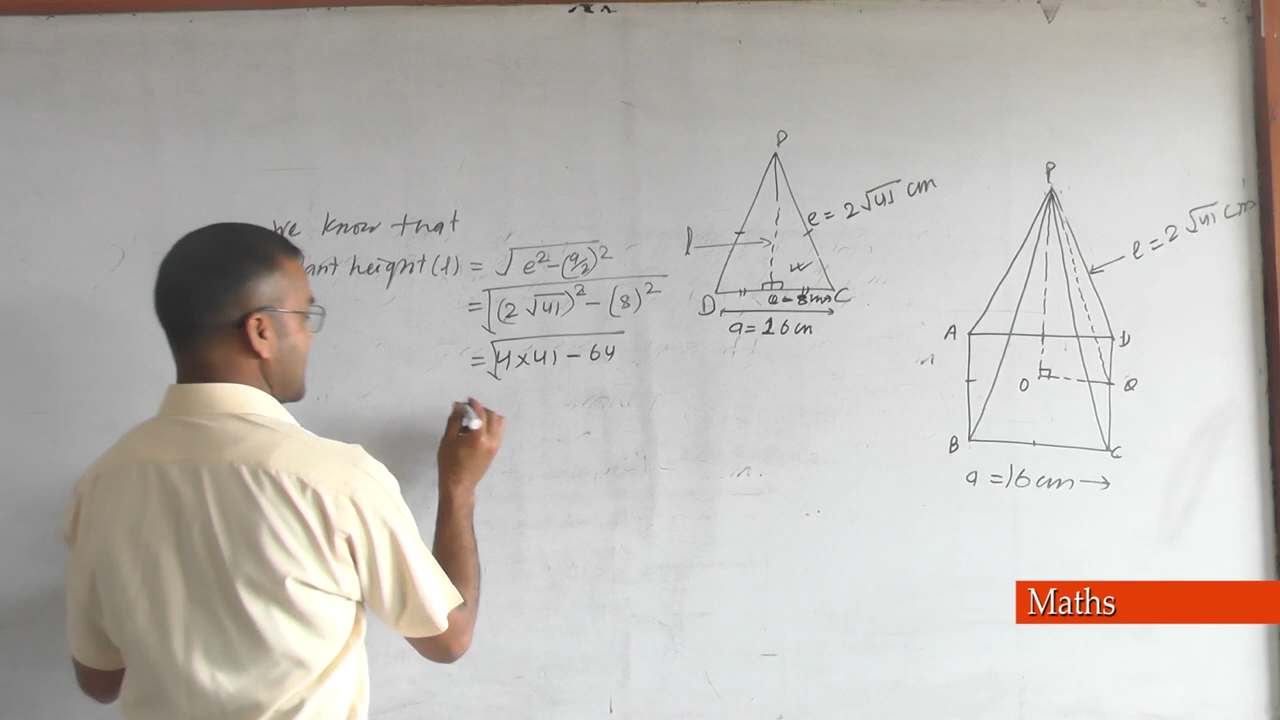 We know that
height (l) = √e²-(a/2)²
= √(2√41)² - (8)²
= √4×41 - 64
P
e = 2√41 cm
l
D
C
a = 16 cm
P
e = 2√41 cm
A
D
O
Q
B
C
a = 16 cm →
Maths